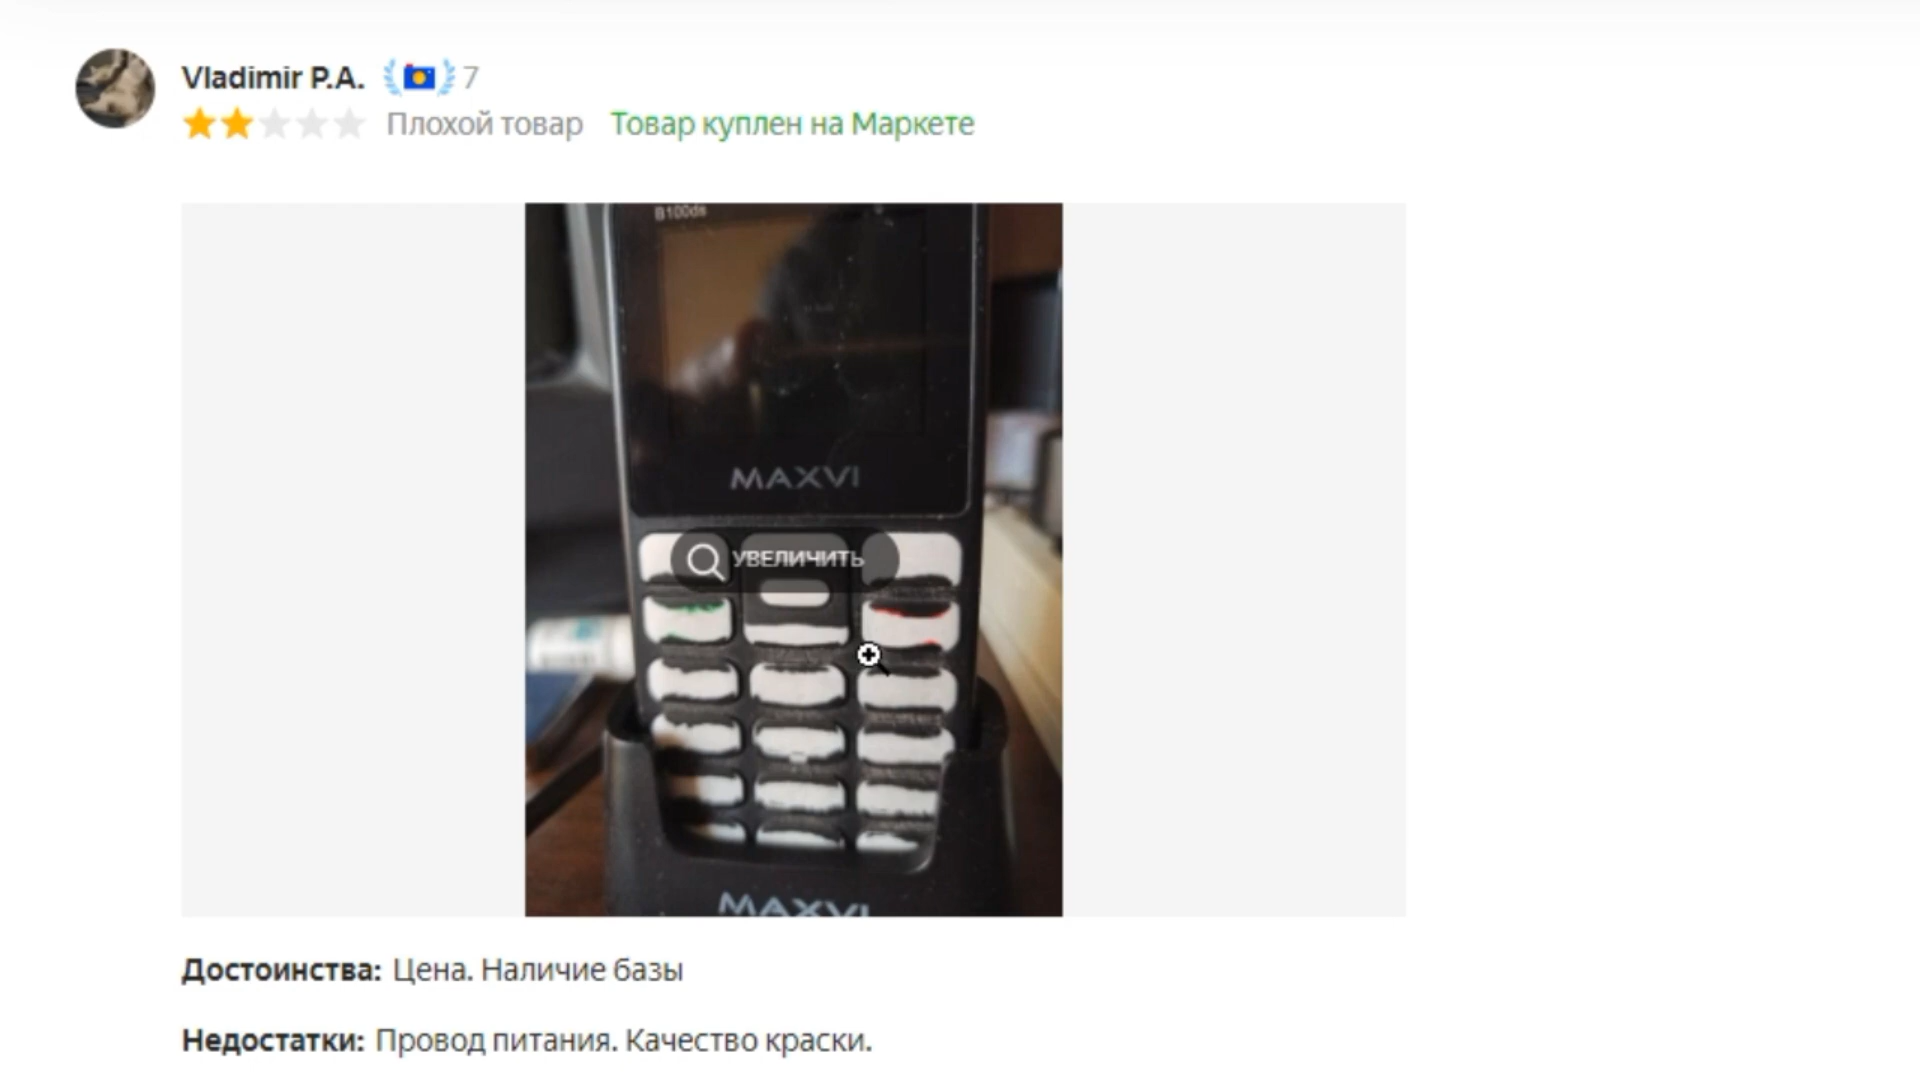 Vladimir P.A. 7
Плохой товар Товар куплен на Маркете
B100ds
MAXVI
УВЕЛИЧИТЬ
MAXVI
Достоинства: Цена. Наличие базы
Недостатки: Провод питания. Качество краски.